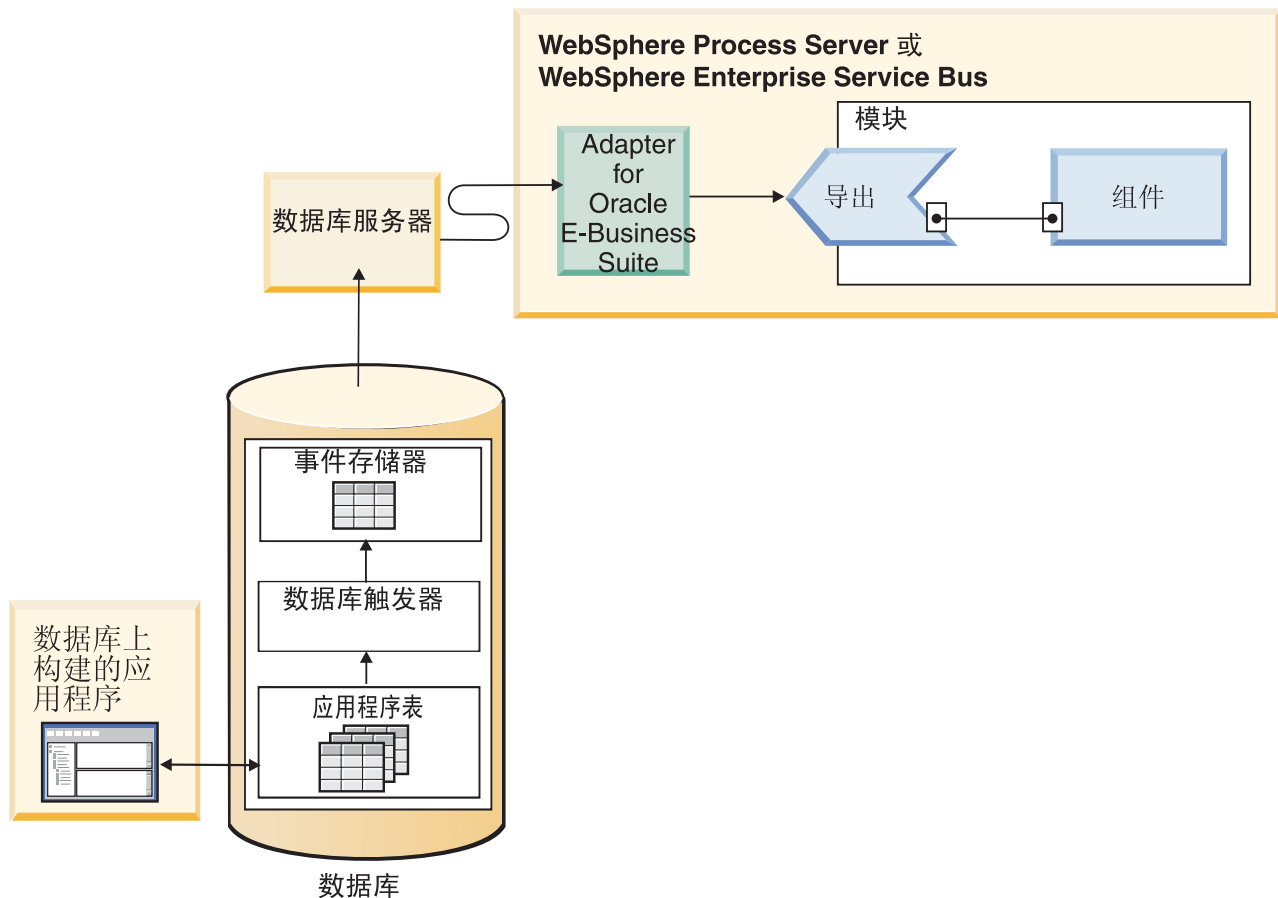 WebSphere Process Server 或
WebSphere Enterprise Service Bus
模块
Adapter
for
Oracle
E-Business
Suite
导出
组件
数据库服务器
事件存储器
数据库触发器
应用程序表
数据库上
构建的应
用程序
数据库